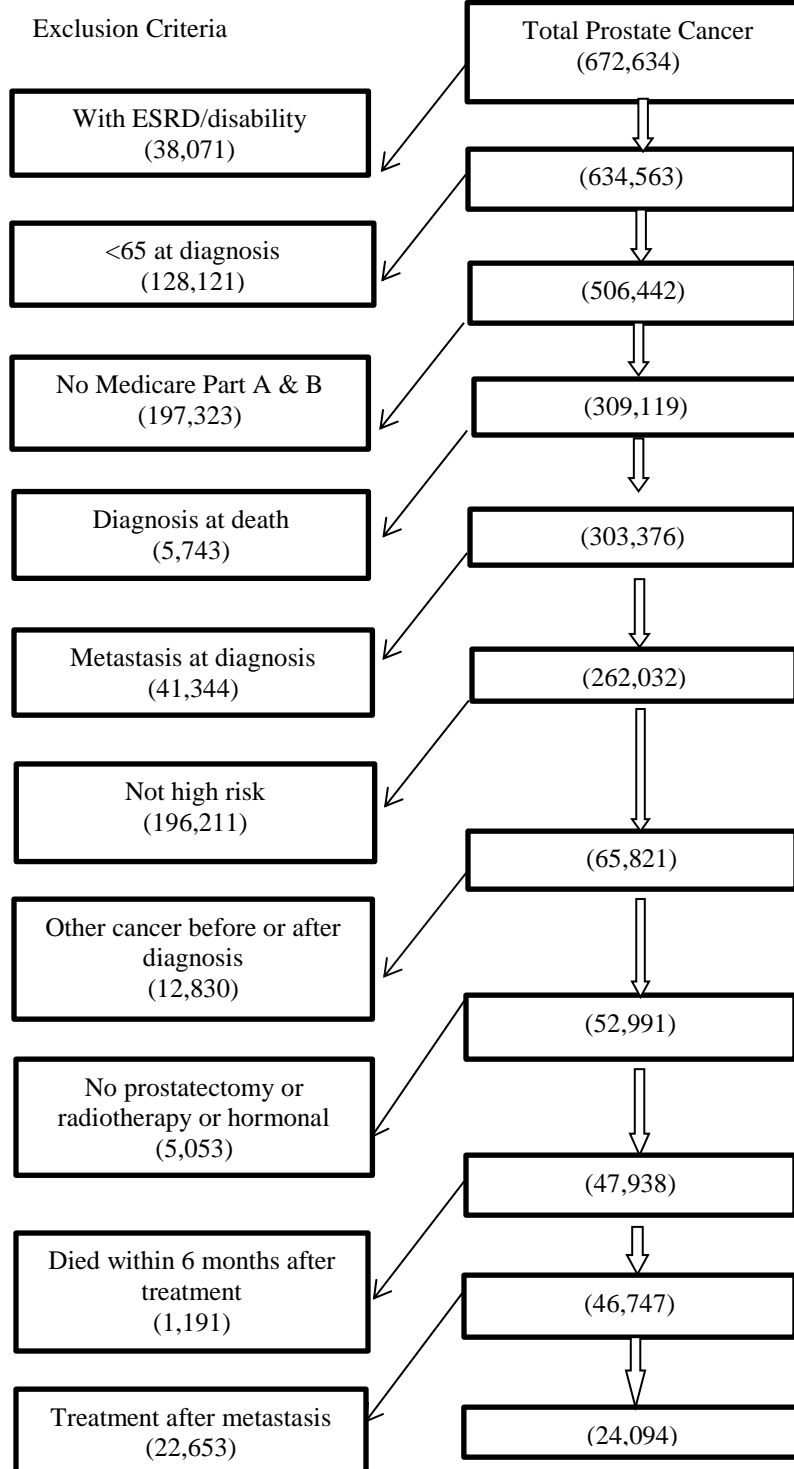 Exclusion Criteria
Total Prostate Cancer
(672,634)
With ESRD/disability
(38,071)
(634,563)
<65 at diagnosis
(128,121)
(506,442)
No Medicare Part A & B
(197,323)
(309,119)
Diagnosis at death
(5,743)
(303,376)
Metastasis at diagnosis
(41,344)
(262,032)
Not high risk
(196,211)
(65,821)
Other cancer before or after
diagnosis
(12,830)
(52,991)
No prostatectomy or
radiotherapy or hormonal
(5,053)
(47,938)
Died within 6 months after
treatment
(1,191)
(46,747)
Treatment after metastasis
(22,653)
(24,094)